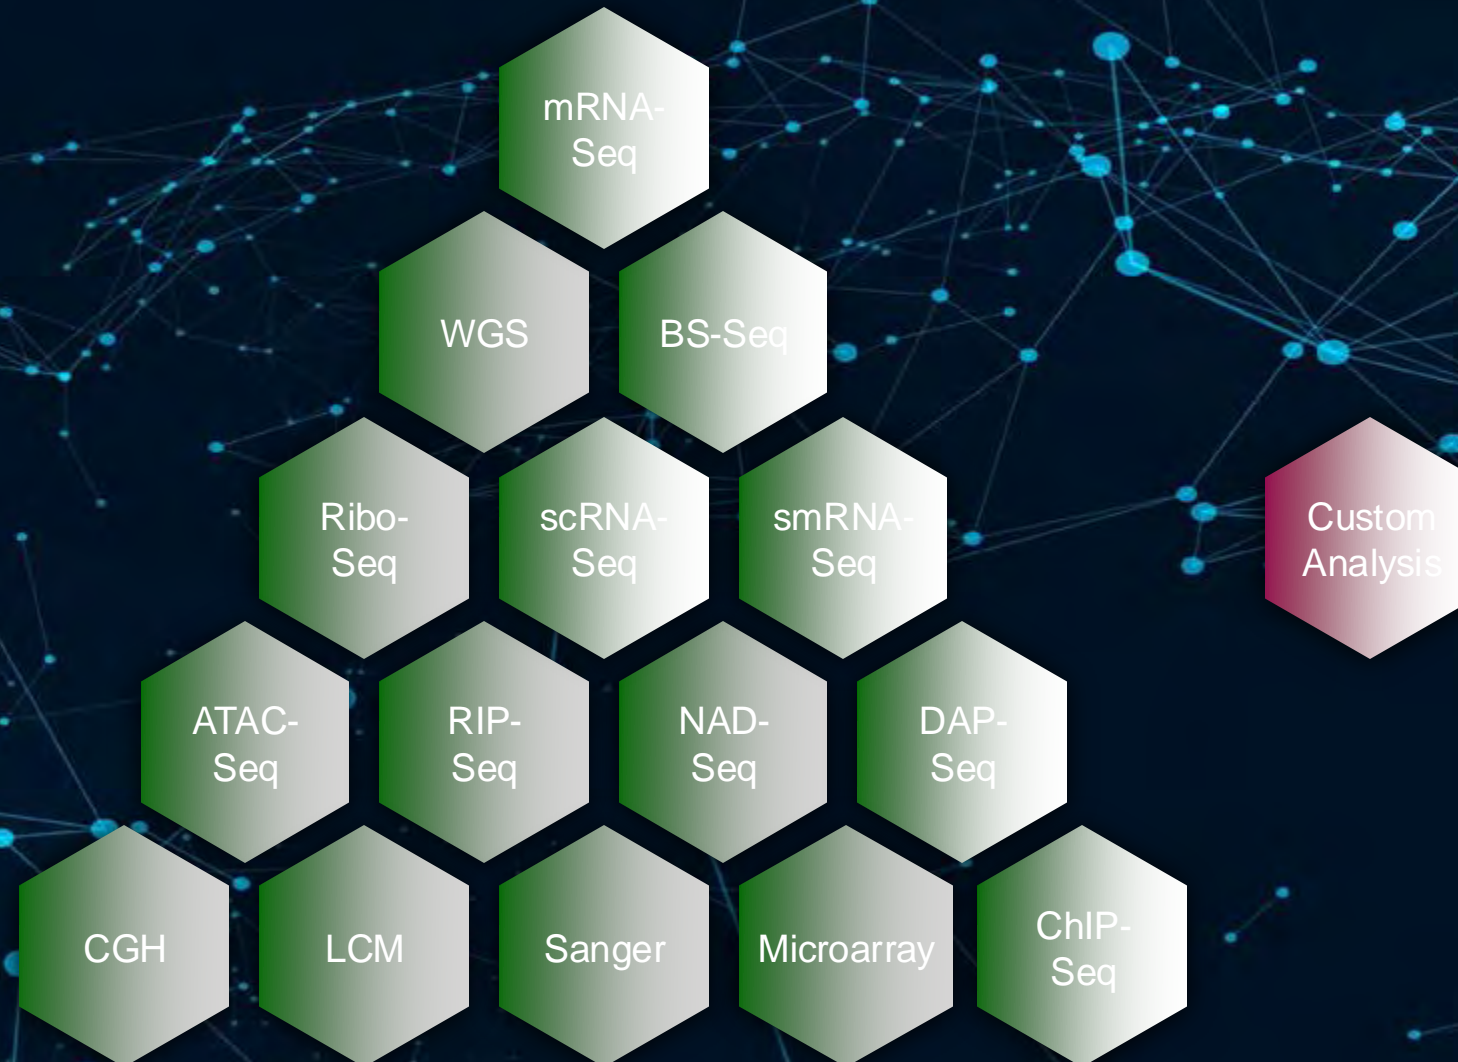 mRNA-
Seq
WGS
BS-Seq
Ribo-
Seq
scRNA-
Seq
smRNA-
Seq
Custom
Analysis
ATAC-
Seq
RIP-
Seq
NAD-
Seq
DAP-
Seq
CGH
LCM
Sanger
Microarray
ChIP-
Seq